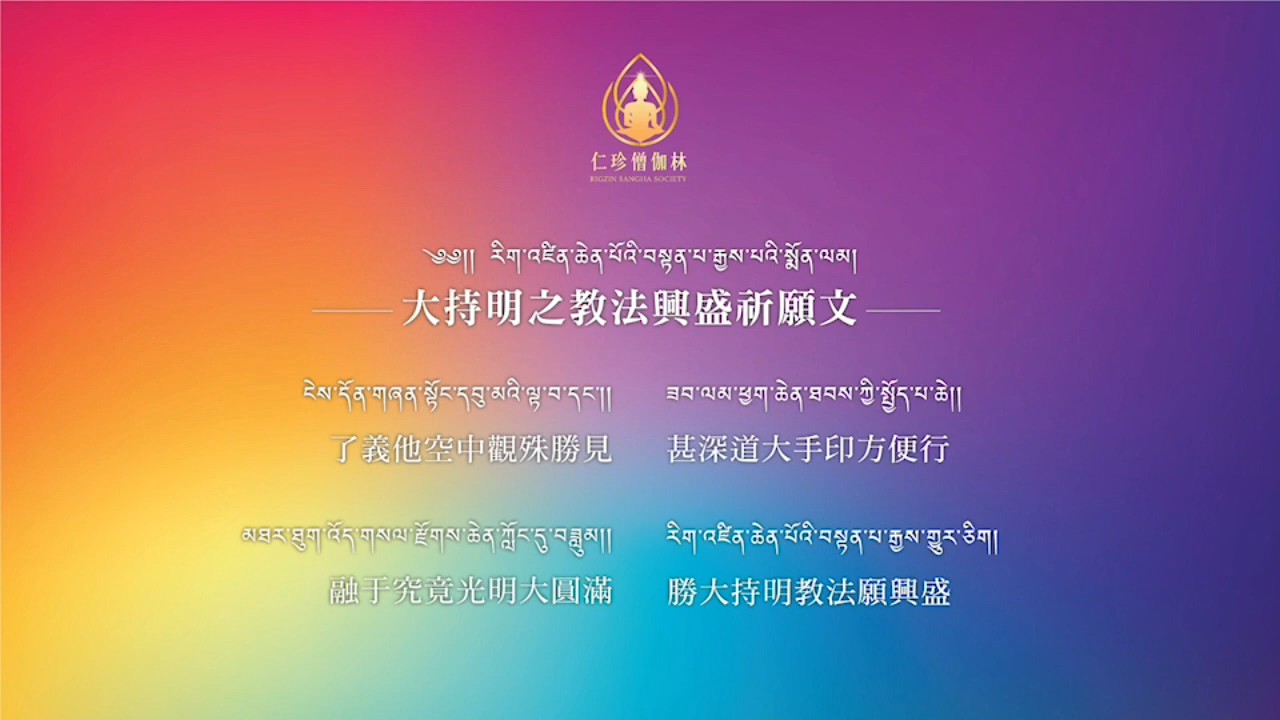 仁珍僧伽林
RIGZIN SANGHA SOCIETY
༄༅།། རིག་འཛིན་ཆེན་པོའི་བསྟན་པ་རྒྱས་པའི་སྨོན་ལམ།
大持明之教法興盛祈願文
ངེས་དོན་གཞན་སྟོང་དབུ་མའི་ལྟ་བ་དང་།། ཟབ་ལམ་ཕྱག་ཆེན་ཐབས་ཀྱི་སྤྱོད་པ་ཆེ།།
了義他空中觀殊勝見 甚深道大手印方便行
མཐར་ཐུག་འོད་གསལ་རྫོགས་ཆེན་ཀློང་དུ་བཟླུམ།། རིག་འཛིན་ཆེན་པོའི་བསྟན་པ་རྒྱས་གྱུར་ཅིག།
融于究竟光明大圓滿 勝大持明教法願興盛